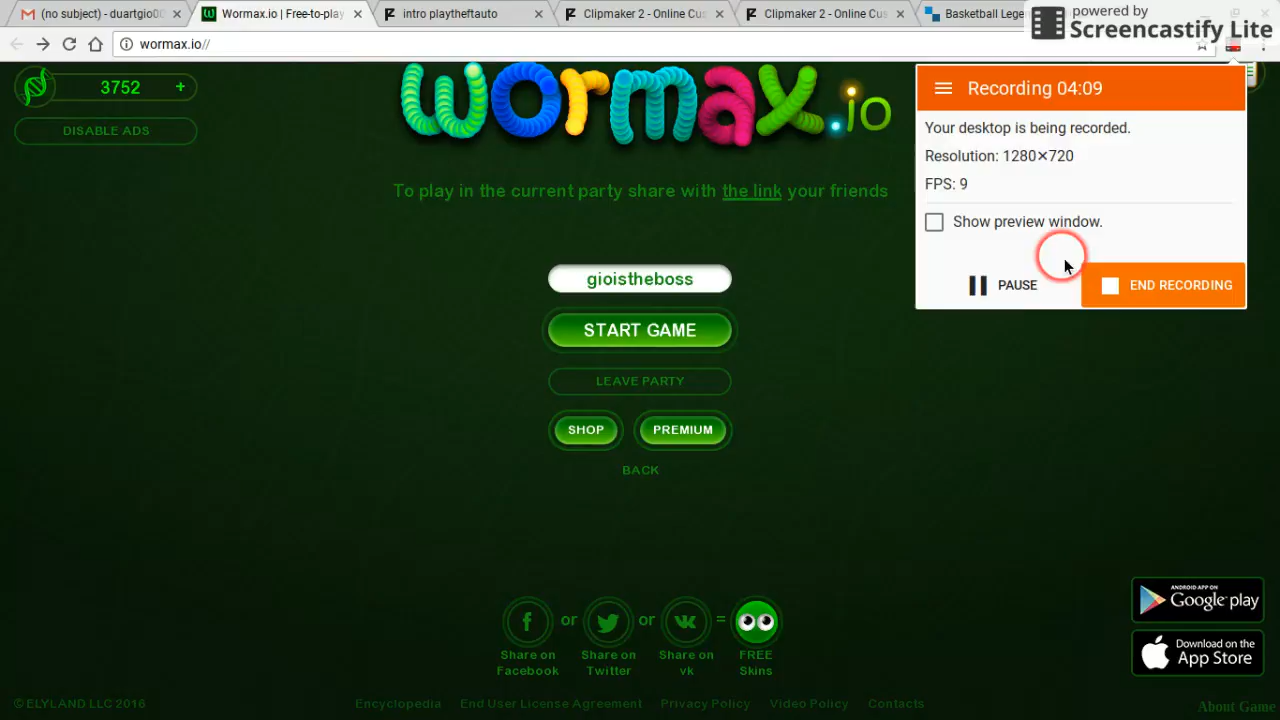 (no subject) - duartgio00
Wormax.io | Free-to-play
intro playtheftauto
Clipmaker 2 - Online Cus
Clipmaker 2 - Online Cus
Basketball Lege
powered by
Screencastify Lite
wormax.io//
3752 +
DISABLE ADS
wormax.io
To play in the current party share with the link your friends
gioistheboss
START GAME
LEAVE PARTY
SHOP
PREMIUM
BACK
Recording 04:09
Your desktop is being recorded.
Resolution: 1280×720
FPS: 9
Show preview window.
PAUSE
END RECORDING
f or or =
Share on Facebook
Share on Twitter
Share on vk
FREE Skins
ANDROID APP ON
Google play
Download on the
App Store
© ELYLAND LLC 2016
Encyclopedia
End User License Agreement
Privacy Policy
Video Policy
Contacts
About Game